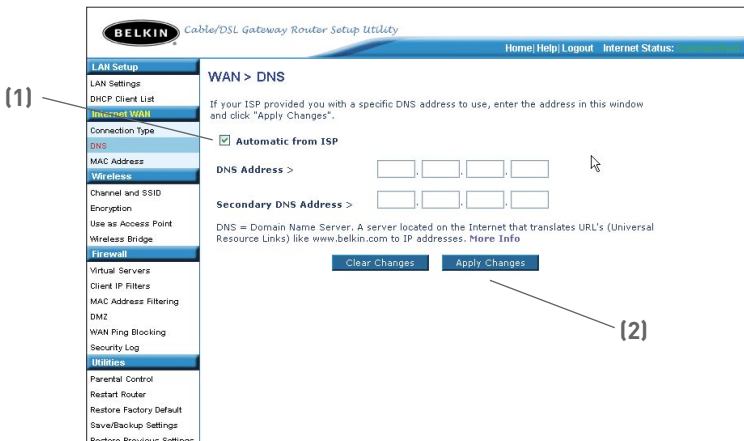 BELKIN Cable/DSL Gateway Router Setup Utility
Home| Help| Logout Internet Status:
LAN Setup
LAN Settings
DHCP Client List
Internet WAN
Connection Type
DNS
MAC Address
Wireless
Channel and SSID
Encryption
Use as Access Point
Wireless Bridge
Firewall
Virtual Servers
Client IP Filters
MAC Address Filtering
DMZ
WAN Ping Blocking
Security Log
Utilities
Parental Control
Restart Router
Restore Factory Default
Save/Backup Settings
Restore Previous Settings
(1)
WAN > DNS
If your ISP provided you with a specific DNS address to use, enter the address in this window
and click "Apply Changes".
Automatic from ISP
DNS Address >
. . .
Secondary DNS Address >
. . .
DNS = Domain Name Server. A server located on the Internet that translates URL's (Universal
Resource Links) like www.belkin.com to IP addresses. More Info
Clear Changes Apply Changes
(2)